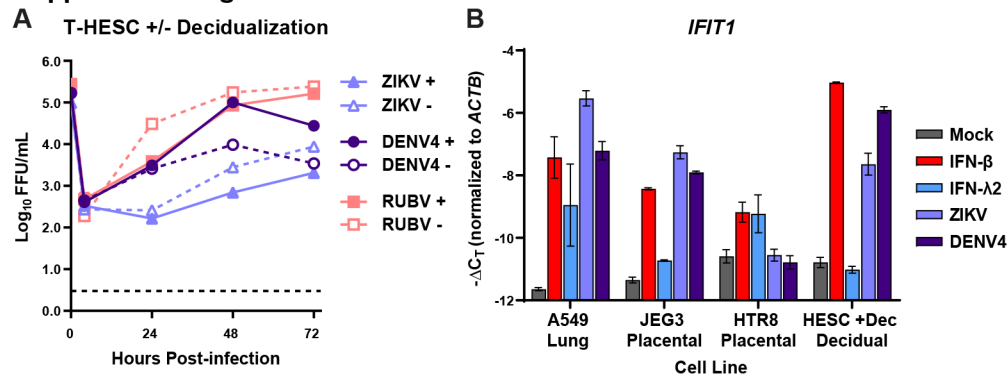 A
T-HESC +/- Decidualization
6.0
5.0
4.0
3.0
2.0
1.0
0.0
Log10 FFU/mL
0
24
48
72
Hours Post-infection
ZIKV +
ZIKV -
DENV4 +
DENV4 -
RUBV +
RUBV -
B
IFIT1
-4
-6
-8
-10
-12
-ΔCT (normalized to ACTB)
A549
Lung
JEG3
Placental
HTR8
Placental
HESC +Dec
Decidual
Cell Line
Mock
IFN-β
IFN-λ2
ZIKV
DENV4